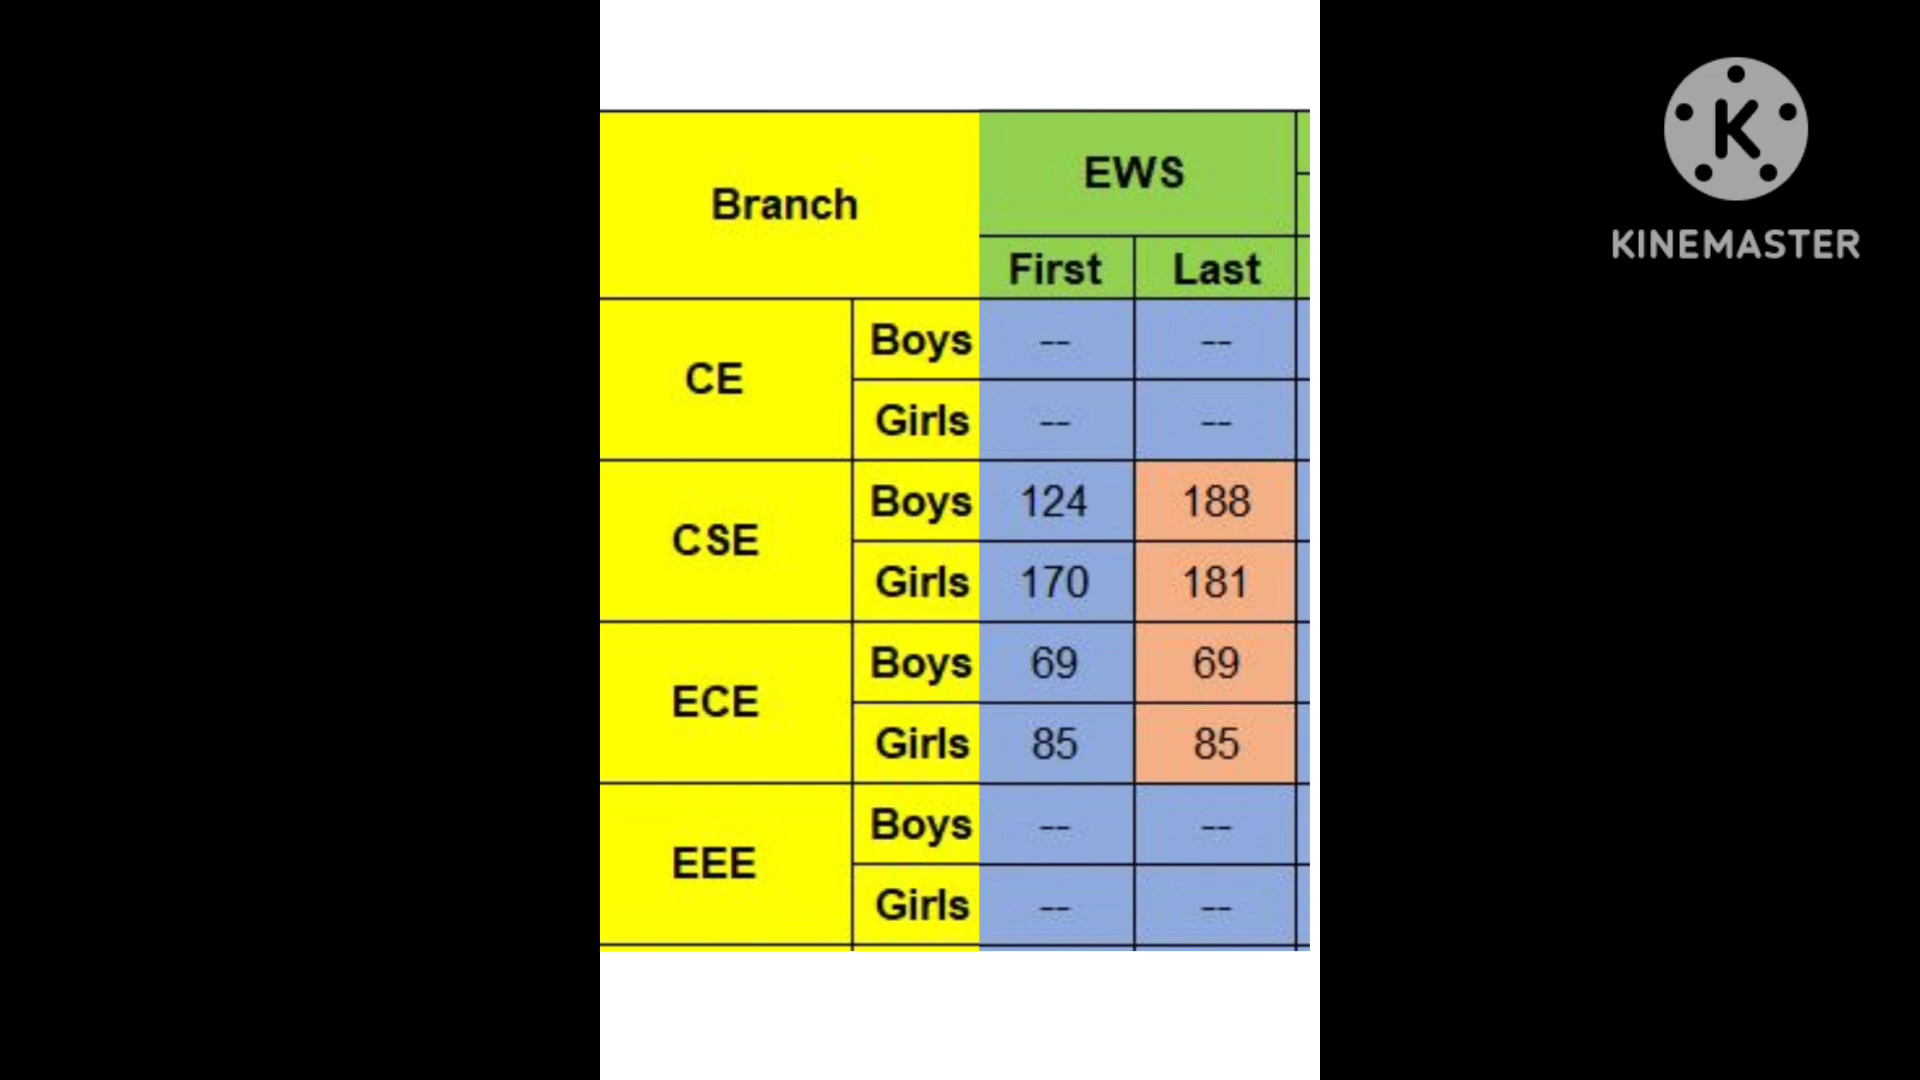 Branch EWS
First Last
CE Boys -- --
Girls -- --
CSE Boys 124 188
Girls 170 181
ECE Boys 69 69
Girls 85 85
EEE Boys -- --
Girls -- --
K
KINEMASTER